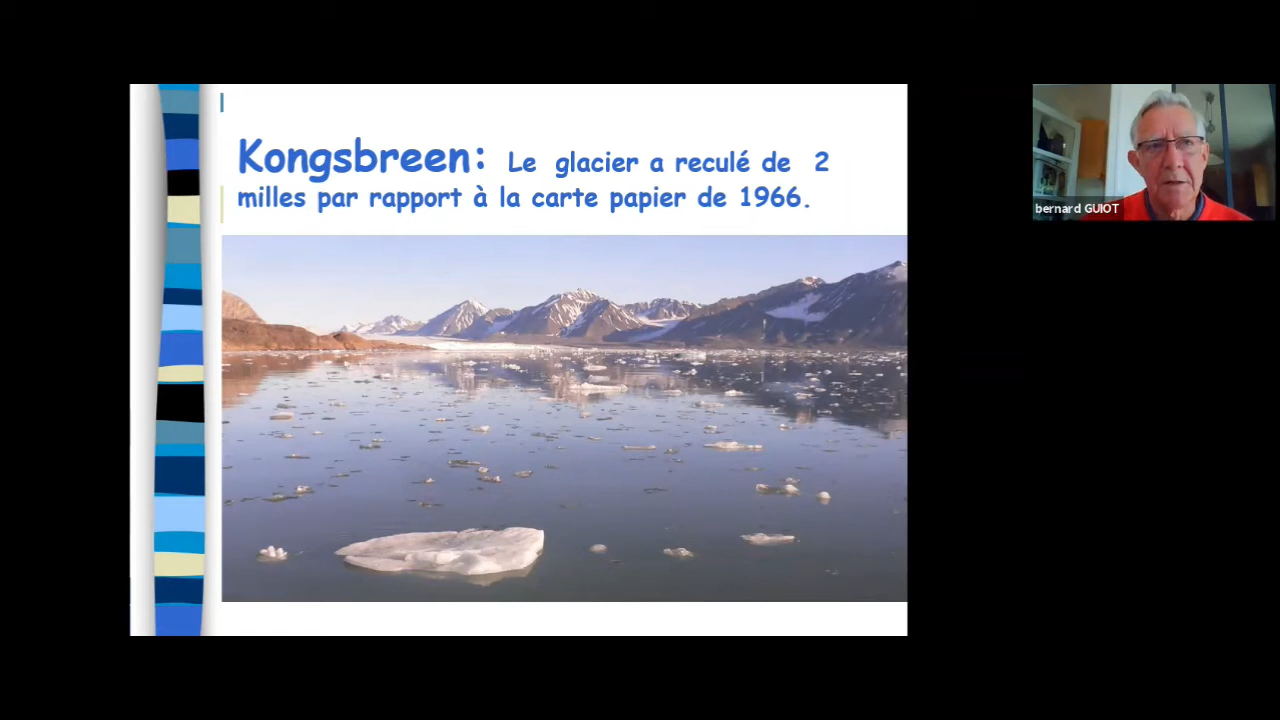 Kongsbreen: Le glacier a reculé de 2
milles par rapport à la carte papier de 1966.
bernard GUIOT